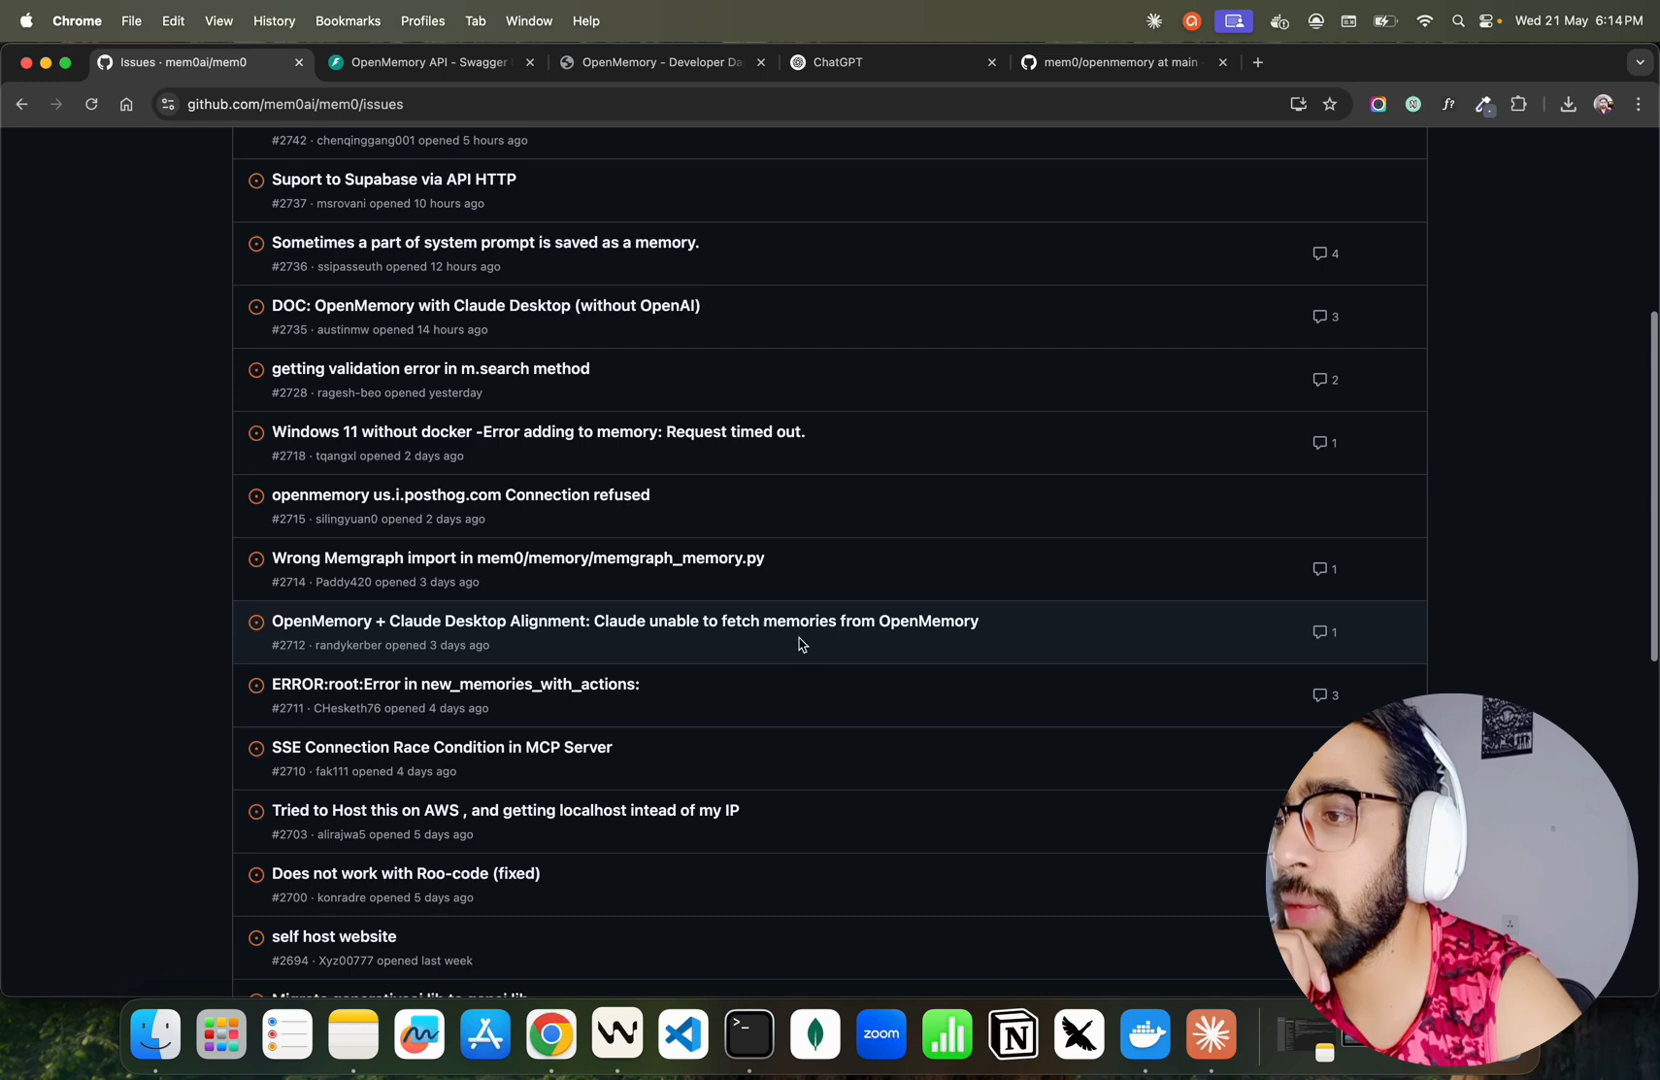 Chrome File Edit View History Bookmarks Profiles Tab Window Help Wed 21 May 6:14 PM
Issues · mem0ai/mem0 OpenMemory API - Swagger OpenMemory - Developer Da ChatGPT mem0/openmemory at main
github.com/mem0ai/mem0/issues
#2742 · chenqinggang001 opened 5 hours ago
Suport to Supabase via API HTTP
#2737 · msrovani opened 10 hours ago
Sometimes a part of system prompt is saved as a memory.
4
#2736 · ssipasseuth opened 12 hours ago
DOC: OpenMemory with Claude Desktop (without OpenAI)
3
#2735 · austinmw opened 14 hours ago
getting validation error in m.search method
2
#2728 · ragesh-beo opened yesterday
Windows 11 without docker -Error adding to memory: Request timed out.
1
#2718 · tqangxl opened 2 days ago
openmemory us.i.posthog.com Connection refused
#2715 · silingyuan0 opened 2 days ago
Wrong Memgraph import in mem0/memory/memgraph_memory.py
1
#2714 · Paddy420 opened 3 days ago
OpenMemory + Claude Desktop Alignment: Claude unable to fetch memories from OpenMemory
1
#2712 · randykerber opened 3 days ago
ERROR:root:Error in new_memories_with_actions:
3
#2711 · CHesketh76 opened 4 days ago
SSE Connection Race Condition in MCP Server
#2710 · fak111 opened 4 days ago
Tried to Host this on AWS , and getting localhost intead of my IP
#2703 · alirajwa5 opened 5 days ago
Does not work with Roo-code (fixed)
#2700 · konradre opened 5 days ago
self host website
#2694 · Xyz00777 opened last week
zoom